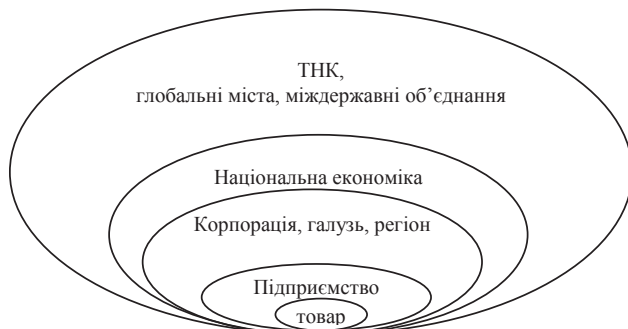 ТНК,
глобальні міста, міждержавні об’єднання
Національна економіка
Корпорація, галузь, регіон
Підприємство
товар